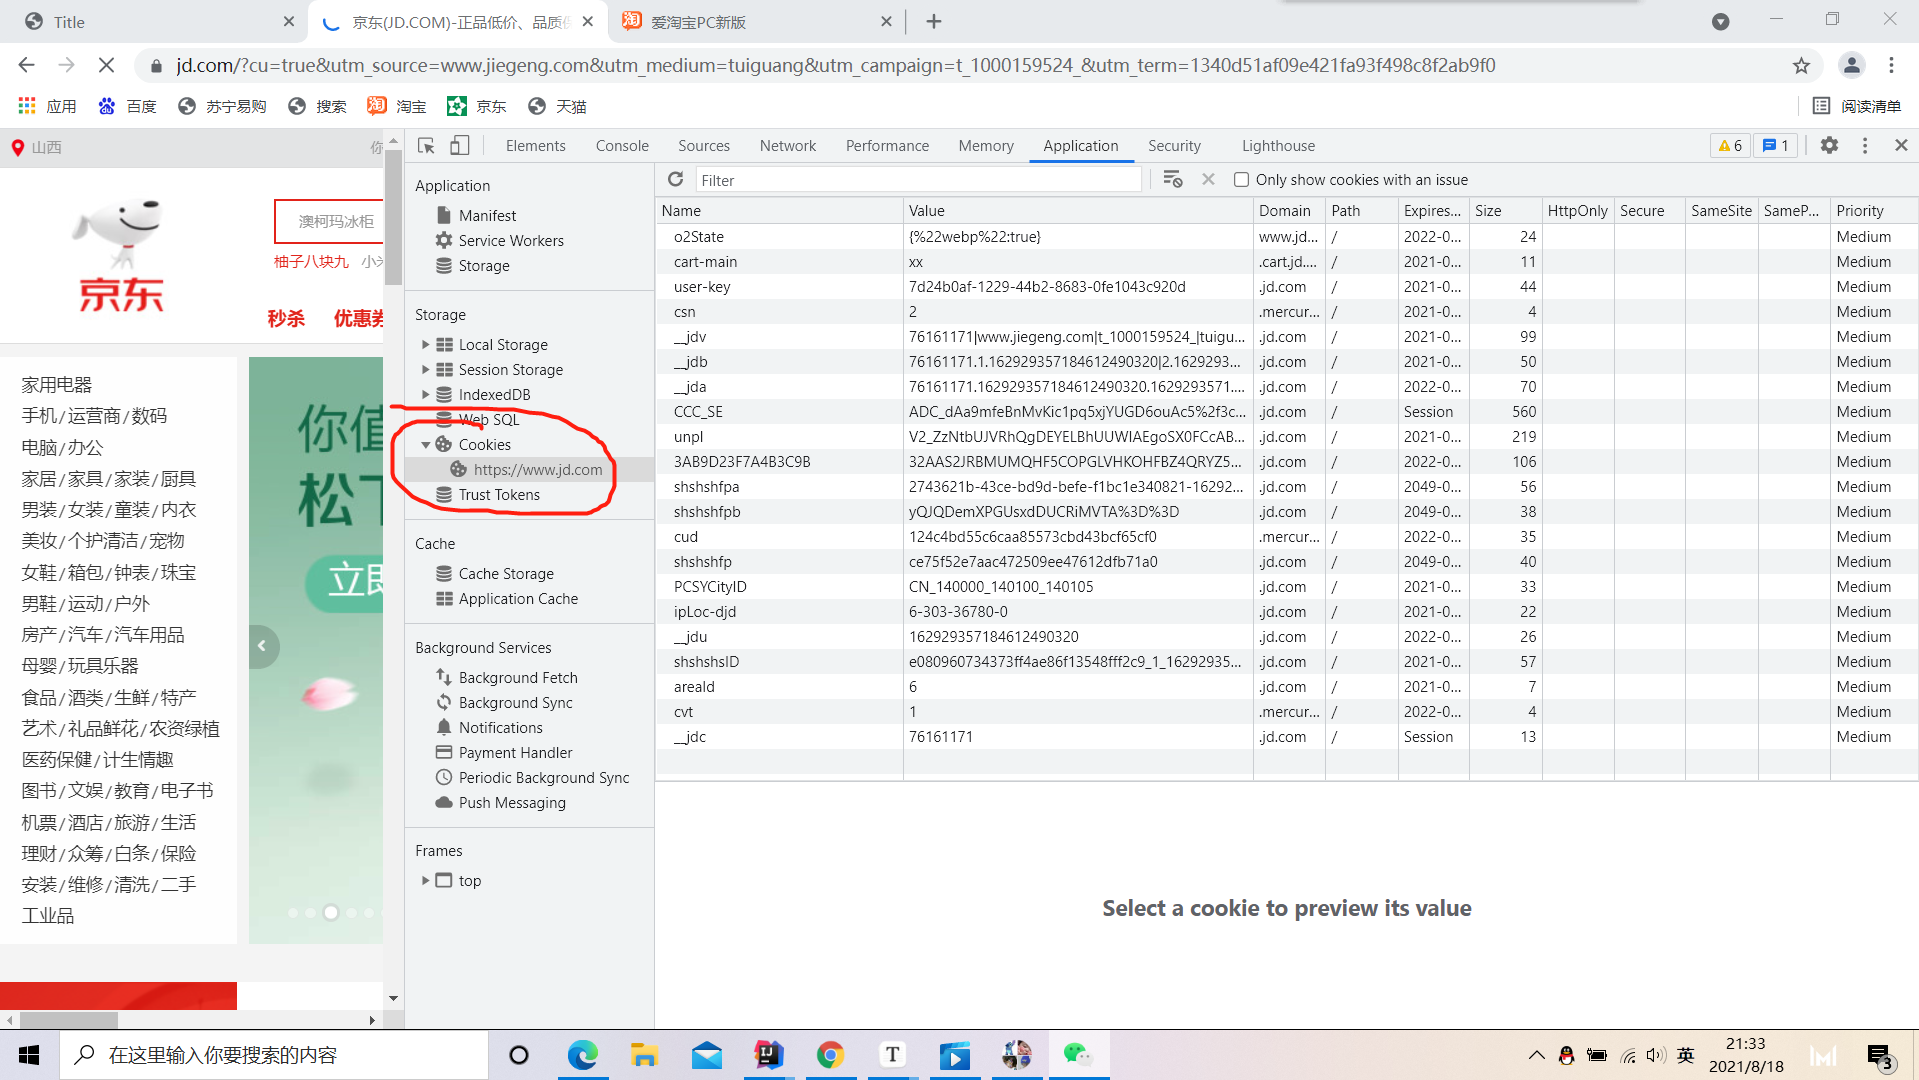 Title
京东(JD.COM)-正品低价、品质
爱淘宝PC新版
jd.com/?cu=true&utm_source=www.jiegeng.com&utm_medium=tuiguang&utm_campaign=t_1000159524_&utm_term=1340d51af09e421fa93f498c8f2ab9f0
应用 百度 苏宁易购 搜索 淘宝 京东 天猫 阅读清单
山西 你
澳柯玛冰柜
柚子八块九 小米
京东
秒杀 优惠券
家用电器
手机/运营商/数码
电脑/办公
家居/家具/家装/厨具
男装/女装/童装/内衣
美妆/个护清洁/宠物
女鞋/箱包/钟表/珠宝
男鞋/运动/户外
房产/汽车/汽车用品
母婴/玩具乐器
食品/酒类/生鲜/特产
艺术/礼品鲜花/农资绿植
医药保健/计生情趣
图书/文娱/教育/电子书
机票/酒店/旅游/生活
理财/众筹/白条/保险
安装/维修/清洗/二手
工业品
你值
松下
立即
Elements Console Sources Network Performance Memory Application Security Lighthouse 6 1
Application
Manifest
Service Workers
Storage
Storage
Local Storage
Session Storage
IndexedDB
Web SQL
Cookies
https://www.jd.com
Trust Tokens
Cache
Cache Storage
Application Cache
Background Services
Background Fetch
Background Sync
Notifications
Payment Handler
Periodic Background Sync
Push Messaging
Frames
top
Filter Only show cookies with an issue
Name Value Domain Path Expires... Size HttpOnly Secure SameSite SameP... Priority
o2State {%22webp%22:true} www.jd... / 2022-0... 24 Medium
cart-main xx .cart.jd.... / 2021-0... 11 Medium
user-key 7d24b0af-1229-44b2-8683-0fe1043c920d .jd.com / 2021-0... 44 Medium
csn 2 .mercur... / 2021-0... 4 Medium
__jdv 76161171|www.jiegeng.com|t_1000159524_|tuigu... .jd.com / 2021-0... 99 Medium
__jdb 76161171.1.162929357184612490320|2.1629293... .jd.com / 2021-0... 50 Medium
__jda 76161171.162929357184612490320.1629293571.... .jd.com / 2022-0... 70 Medium
CCC_SE ADC_dAa9mfeBnMvKic1pq5xjYUGD6ouAc5%2f3c... .jd.com / Session 560 Medium
unpl V2_ZzNtbUJVRhQgDEYELBhUUWIAEgoSX0FCcAB... .jd.com / 2021-0... 219 Medium
3AB9D23F7A4B3C9B 32AAS2JRBMUMQHF5COPGLVHKOHFBZ4QRYZ5... .jd.com / 2022-0... 106 Medium
shshshfpa 2743621b-43ce-bd9d-befe-f1bc1e340821-16292... .jd.com / 2049-0... 56 Medium
shshshfpb yQJQDemXPGUsxdDUCRiMVTA%3D%3D .jd.com / 2049-0... 38 Medium
cud 124c4bd55c6caa85573cbd43bcf65cf0 .mercur... / 2022-0... 35 Medium
shshshfp ce75f52e7aac472509ee47612dfb71a0 .jd.com / 2049-0... 40 Medium
PCSYCityID CN_140000_140100_140105 .jd.com / 2021-0... 33 Medium
ipLoc-djd 6-303-36780-0 .jd.com / 2021-0... 22 Medium
__jdu 162929357184612490320 .jd.com / 2022-0... 26 Medium
shshshsID e080960734373ff4ae86f13548fff2c9_1_16292935... .jd.com / 2021-0... 57 Medium
areaId 6 .jd.com / 2021-0... 7 Medium
cvt 1 .mercur... / 2022-0... 4 Medium
__jdc 76161171 .jd.com / Session 13 Medium
Select a cookie to preview its value
在这里输入你要搜索的内容
英
21:33
2021/8/18
3